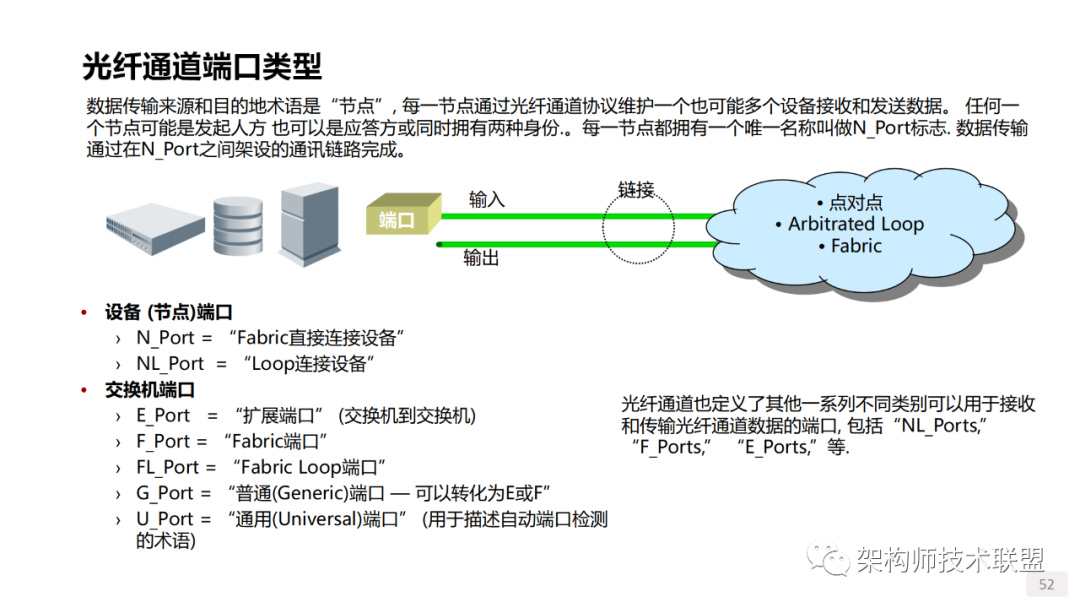 光纤通道端口类型
数据传输来源和目的地术语是“节点”, 每一节点通过光纤通道协议维护一个也可能多个设备接收和发送数据。 任何一
个节点可能是发起人方 也可以是应答方或同时拥有两种身份.。每一节点都拥有一个唯一名称叫做N_Port标志. 数据传输
通过在N_Port之间架设的通讯链路完成。
端口
输入
输出
链接
• 点对点
• Arbitrated Loop
• Fabric
• 设备 (节点)端口
› N_Port = “Fabric直接连接设备”
› NL_Port = “Loop连接设备”
• 交换机端口
› E_Port = “扩展端口” (交换机到交换机)
› F_Port = “Fabric端口”
› FL_Port = “Fabric Loop端口”
› G_Port = “普通(Generic)端口 — 可以转化为E或F”
› U_Port = “通用(Universal)端口” (用于描述自动端口检测
的术语)
光纤通道也定义了其他一系列不同类别可以用于接收
和传输光纤通道数据的端口, 包括“NL_Ports,”
“F_Ports,” “E_Ports,” 等.
架构师技术联盟
52